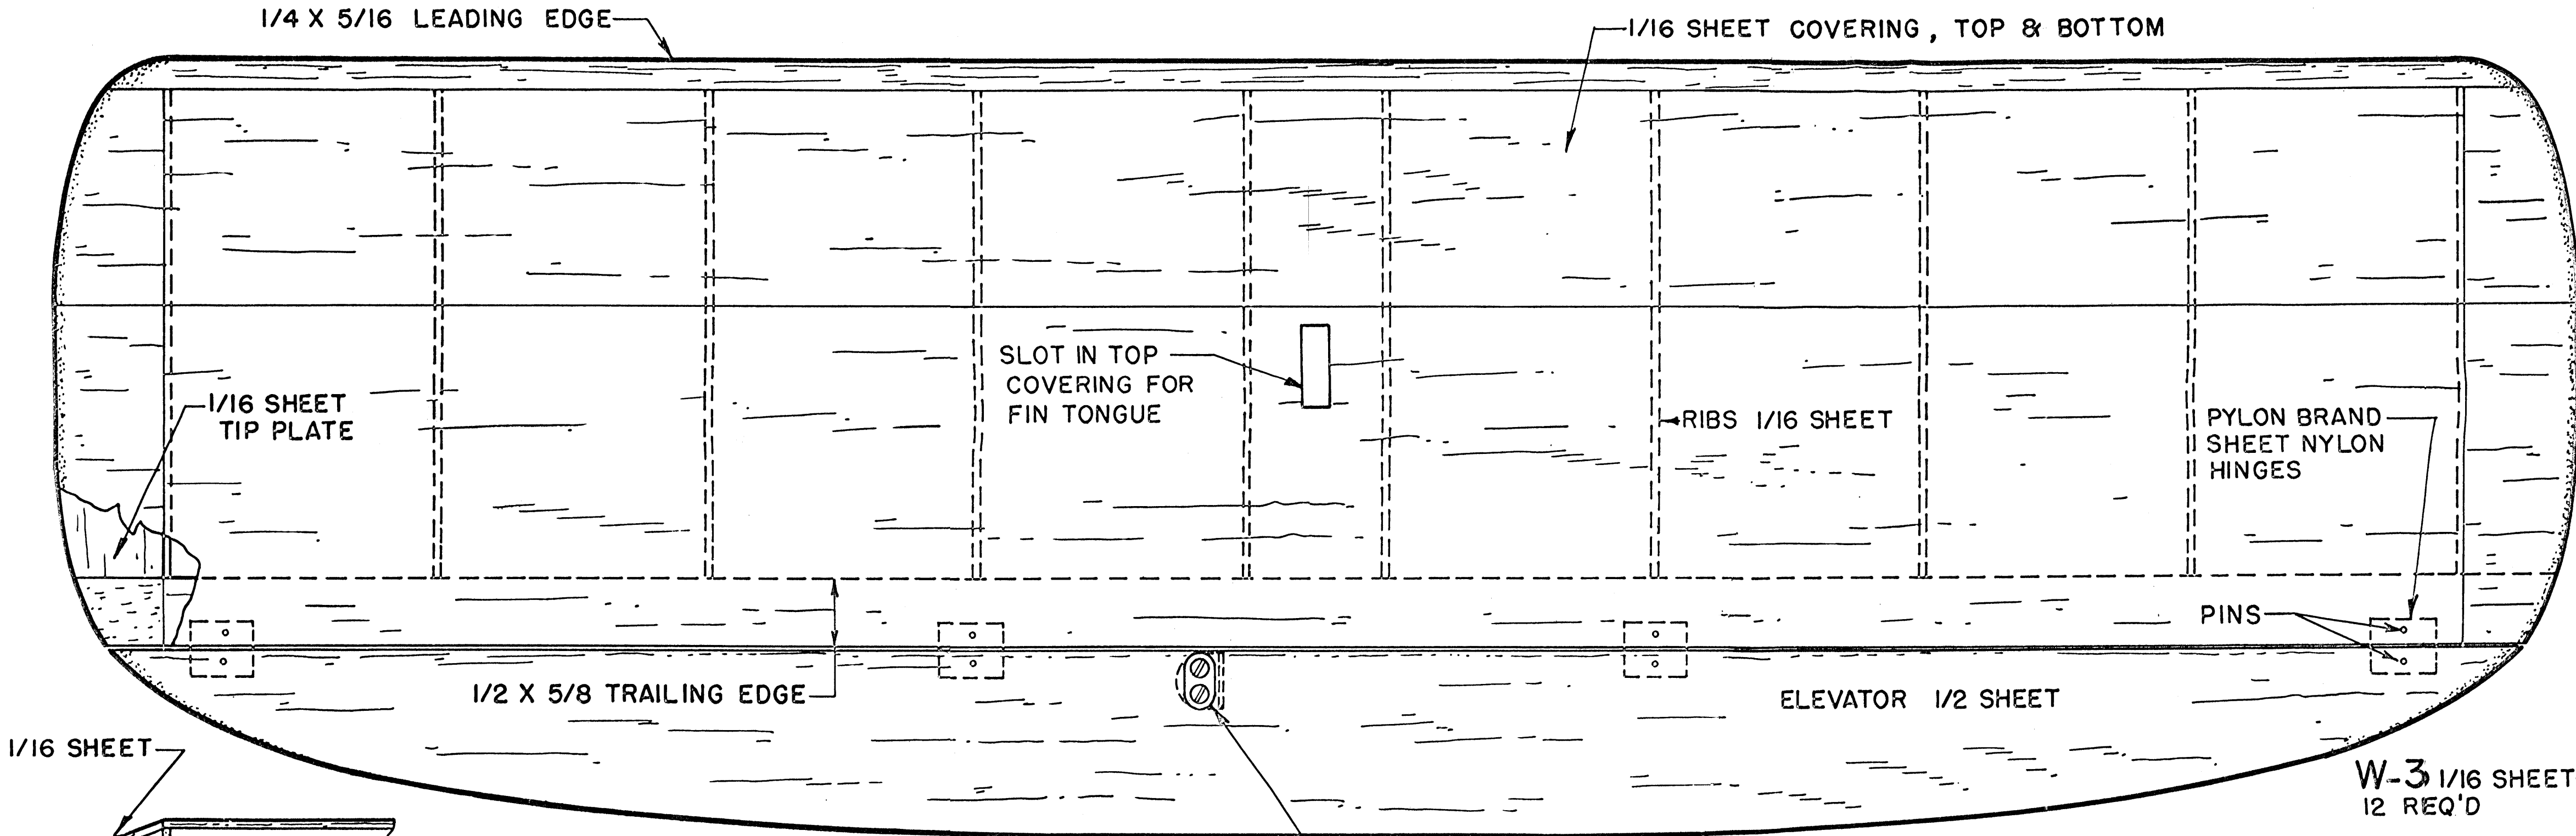 1/4 X 5/16 LEADING EDGE
1/16 SHEET COVERING, TOP & BOTTOM
SLOT IN TOP
COVERING FOR
FIN TONGUE
1/16 SHEET
TIP PLATE
RIBS 1/16 SHEET
PYLON BRAND
SHEET NYLON
HINGES
PINS
1/2 X 5/8 TRAILING EDGE
ELEVATOR 1/2 SHEET
1/16 SHEET
W-3 1/16 SHEET
12 REQ'D